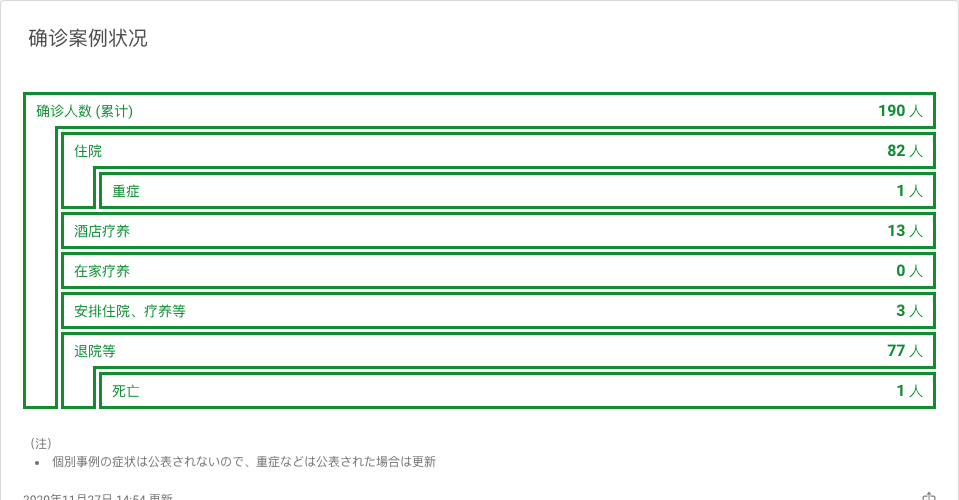 确诊案例状况
确诊人数 (累计) 190 人
住院 82 人
重症 1 人
酒店疗养 13 人
在家疗养 0 人
安排住院、疗养等 3 人
退院等 77 人
死亡 1 人
（注）
• 個別事例の症状は公表されないので、重症などは公表された場合は更新
2020年11月27日 14:54 更新